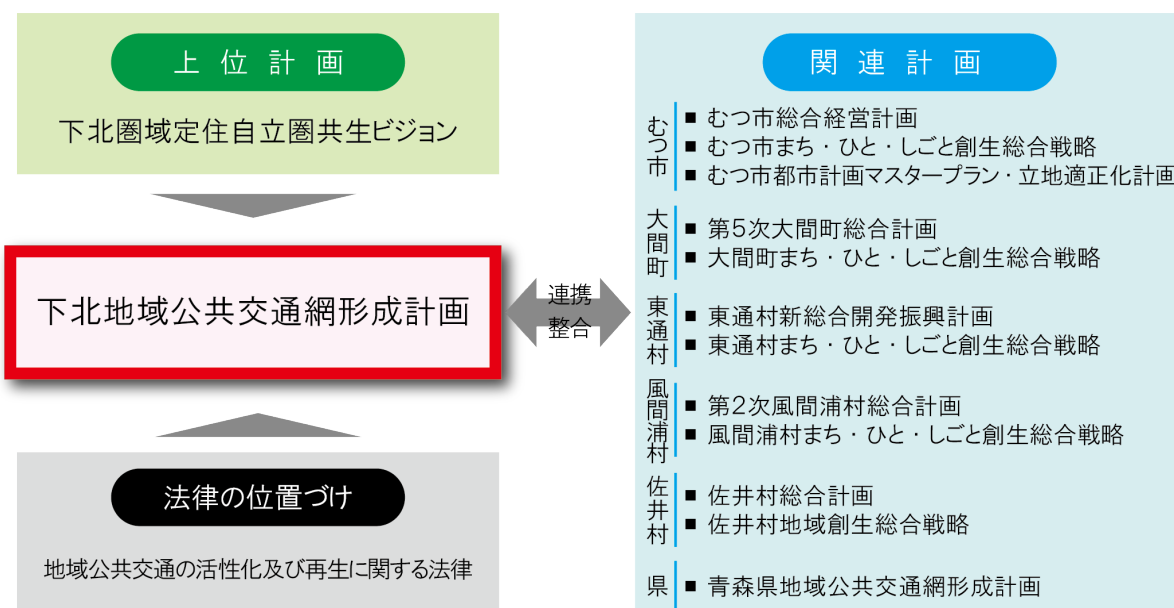 上位計画
下北圏域定住自立圏共生ビジョン
下北地域公共交通網形成計画
法律の位置づけ
地域公共交通の活性化及び再生に関する法律
連携
整合
関連計画
むつ市
■ むつ市総合経営計画
■ むつ市まち・ひと・しごと創生総合戦略
■ むつ市都市計画マスタープラン・立地適正化計画
大間町
■ 第5次大間町総合計画
■ 大間町まち・ひと・しごと創生総合戦略
東通村
■ 東通村新総合開発振興計画
■ 東通村まち・ひと・しごと創生総合戦略
風間浦村
■ 第2次風間浦村総合計画
■ 風間浦村まち・ひと・しごと創生総合戦略
佐井村
■ 佐井村総合計画
■ 佐井村地域創生総合戦略
県
■ 青森県地域公共交通網形成計画